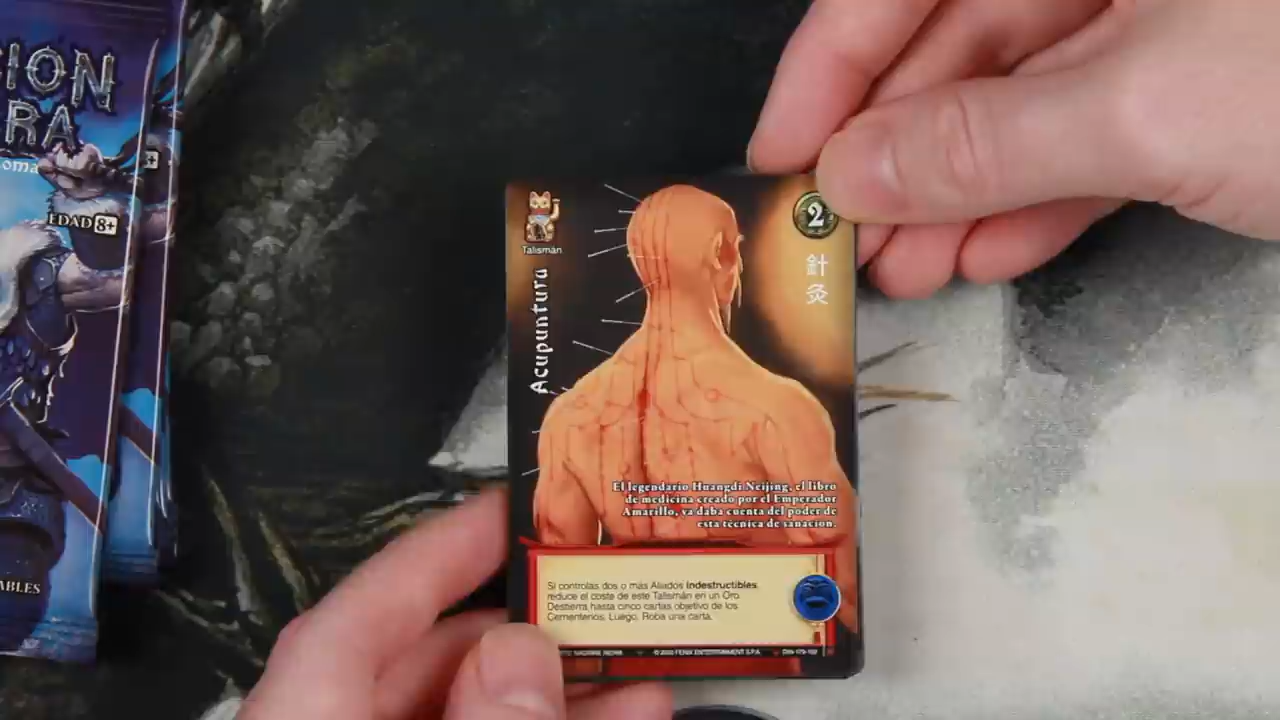 ION
RA
EDAD 8+
ABLES
Talismán
Acupuntura
2
針
灸
El legendario Huangdi Neijing, el libro
de medicina creado por el Emperador
Amarillo, ya daba cuenta del poder de
esta técnica de sanación.
Si controlas dos o más Aliados indestructibles,
reduce el coste de este Talismán en un Oro.
Destierra hasta cinco cartas objetivo de los
Cementerios. Luego, Roba una carta.